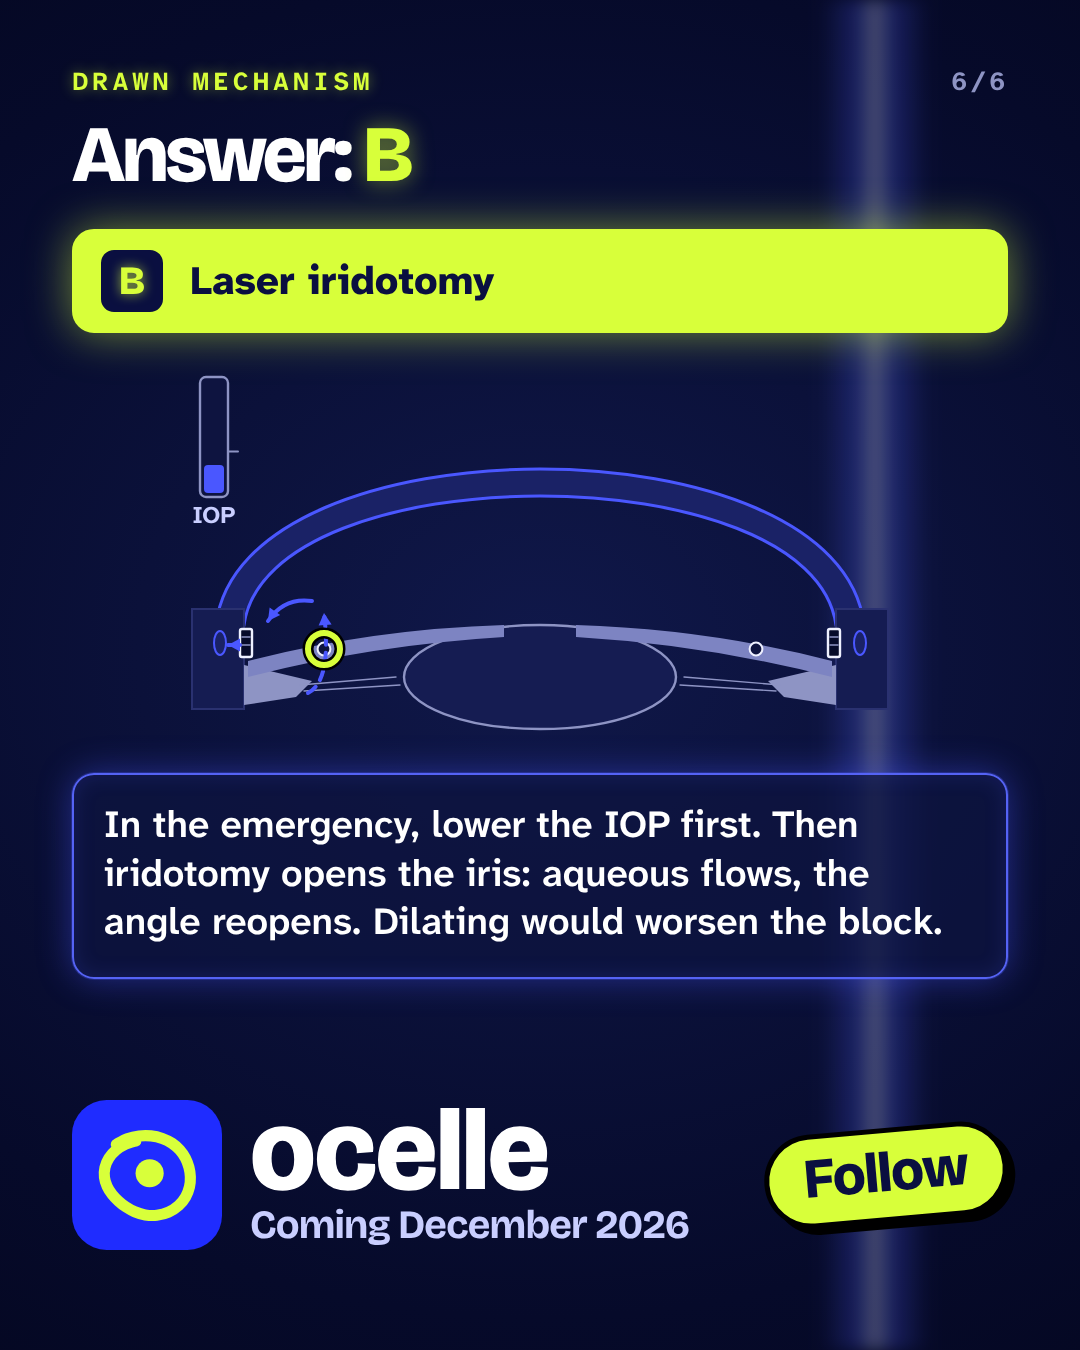 DRAWN MECHANISM
6/6
Answer: B
B Laser iridotomy
IOP
In the emergency, lower the IOP first. Then
iridotomy opens the iris: aqueous flows, the
angle reopens. Dilating would worsen the block.
ocelle
Coming December 2026
Follow